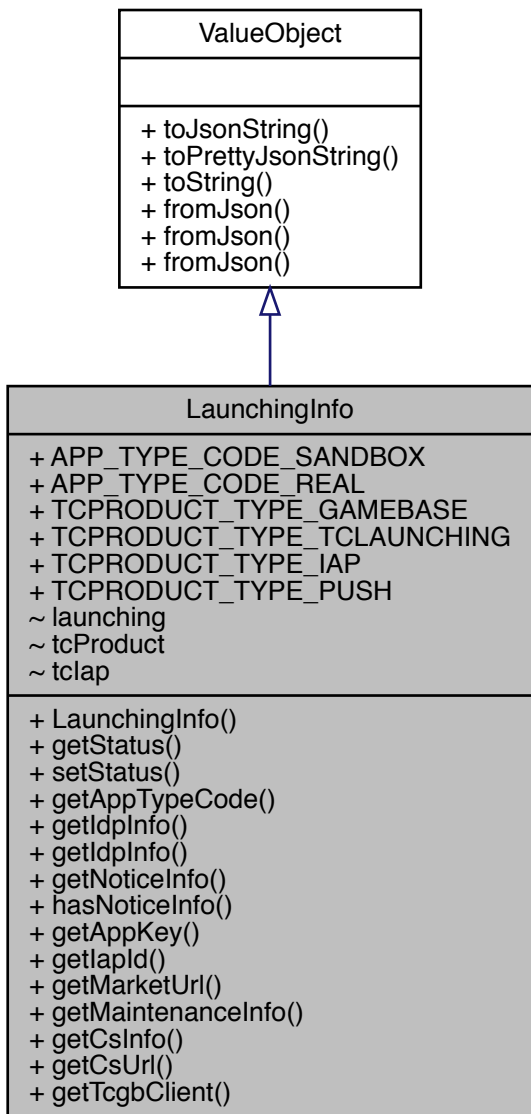 ValueObject
+ toJsonString()
+ toPrettyJsonString()
+ toString()
+ fromJson()
+ fromJson()
+ fromJson()
LaunchingInfo
+ APP_TYPE_CODE_SANDBOX
+ APP_TYPE_CODE_REAL
+ TCPRODUCT_TYPE_GAMEBASE
+ TCPRODUCT_TYPE_TCLAUNCHING
+ TCPRODUCT_TYPE_IAP
+ TCPRODUCT_TYPE_PUSH
~ launching
~ tcProduct
~ tcIap
+ LaunchingInfo()
+ getStatus()
+ setStatus()
+ getAppTypeCode()
+ getIdpInfo()
+ getIdpInfo()
+ getNoticeInfo()
+ hasNoticeInfo()
+ getAppKey()
+ getIapId()
+ getMarketUrl()
+ getMaintenanceInfo()
+ getCsInfo()
+ getCsUrl()
+ getTcgbClient()